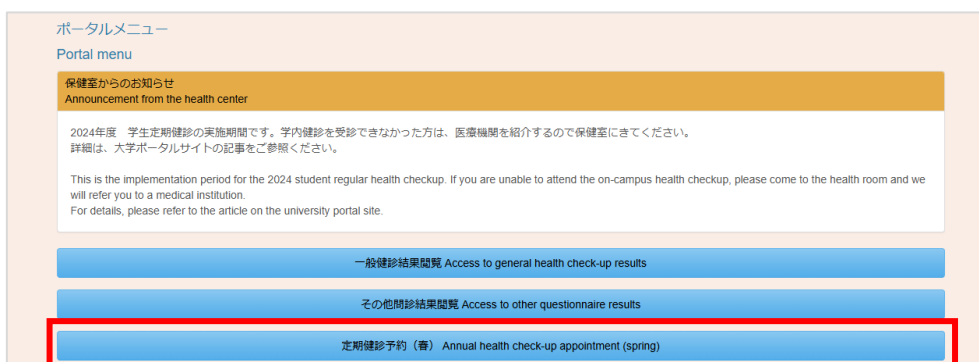 ポータルメニュー
Portal menu
保健室からのお知らせ
Announcement from the health center
2024年度　学生定期健診の実施期間です。学内健診を受診できなかった方は、医療機関を紹介するので保健室にきてください。
詳細は、大学ポータルサイトの記事をご参照ください。
This is the implementation period for the 2024 student regular health checkup. If you are unable to attend the on-campus health checkup, please come to the health room and we
will refer you to a medical institution.
For details, please refer to the article on the university portal site.
一般健診結果閲覧 Access to general health check-up results
その他問診結果閲覧 Access to other questionnaire results
定期健診予約（春） Annual health check-up appointment (spring)